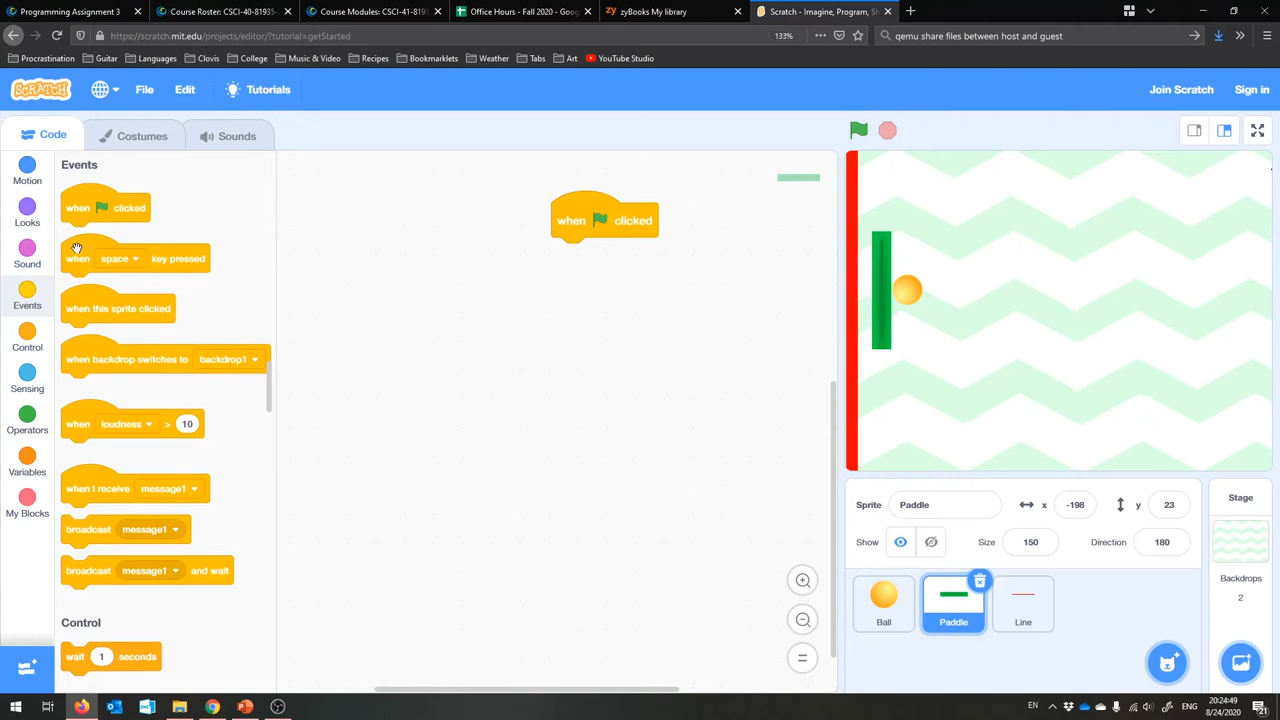 Programming Assignment 3
Course Roster: CSCI-40-81935-
Course Modules: CSCI-41-8193
Office Hours - Fall 2020 - Goog
zyBooks My library
Scratch - Imagine, Program, Sh
https://scratch.mit.edu/projects/editor/?tutorial=getStarted
133%
qemu share files between host and guest
Procrastination
Guitar
Languages
Clovis
College
Music & Video
Recipes
Bookmarklets
Weather
Tabs
Art
YouTube Studio
SCRATCH
File
Edit
Tutorials
Join Scratch
Sign in
Code
Costumes
Sounds
Motion
Looks
Sound
Events
Control
Sensing
Operators
Variables
My Blocks
Events
when clicked
when space key pressed
when this sprite clicked
when backdrop switches to backdrop1
when loudness > 10
when I receive message1
broadcast message1
broadcast message1 and wait
Control
wait 1 seconds
when clicked
Sprite Paddle x -198 y 23
Show Size 150 Direction 180
Ball
Paddle
Line
Stage
Backdrops
2
ENG
20:24:49
8/24/2020
21